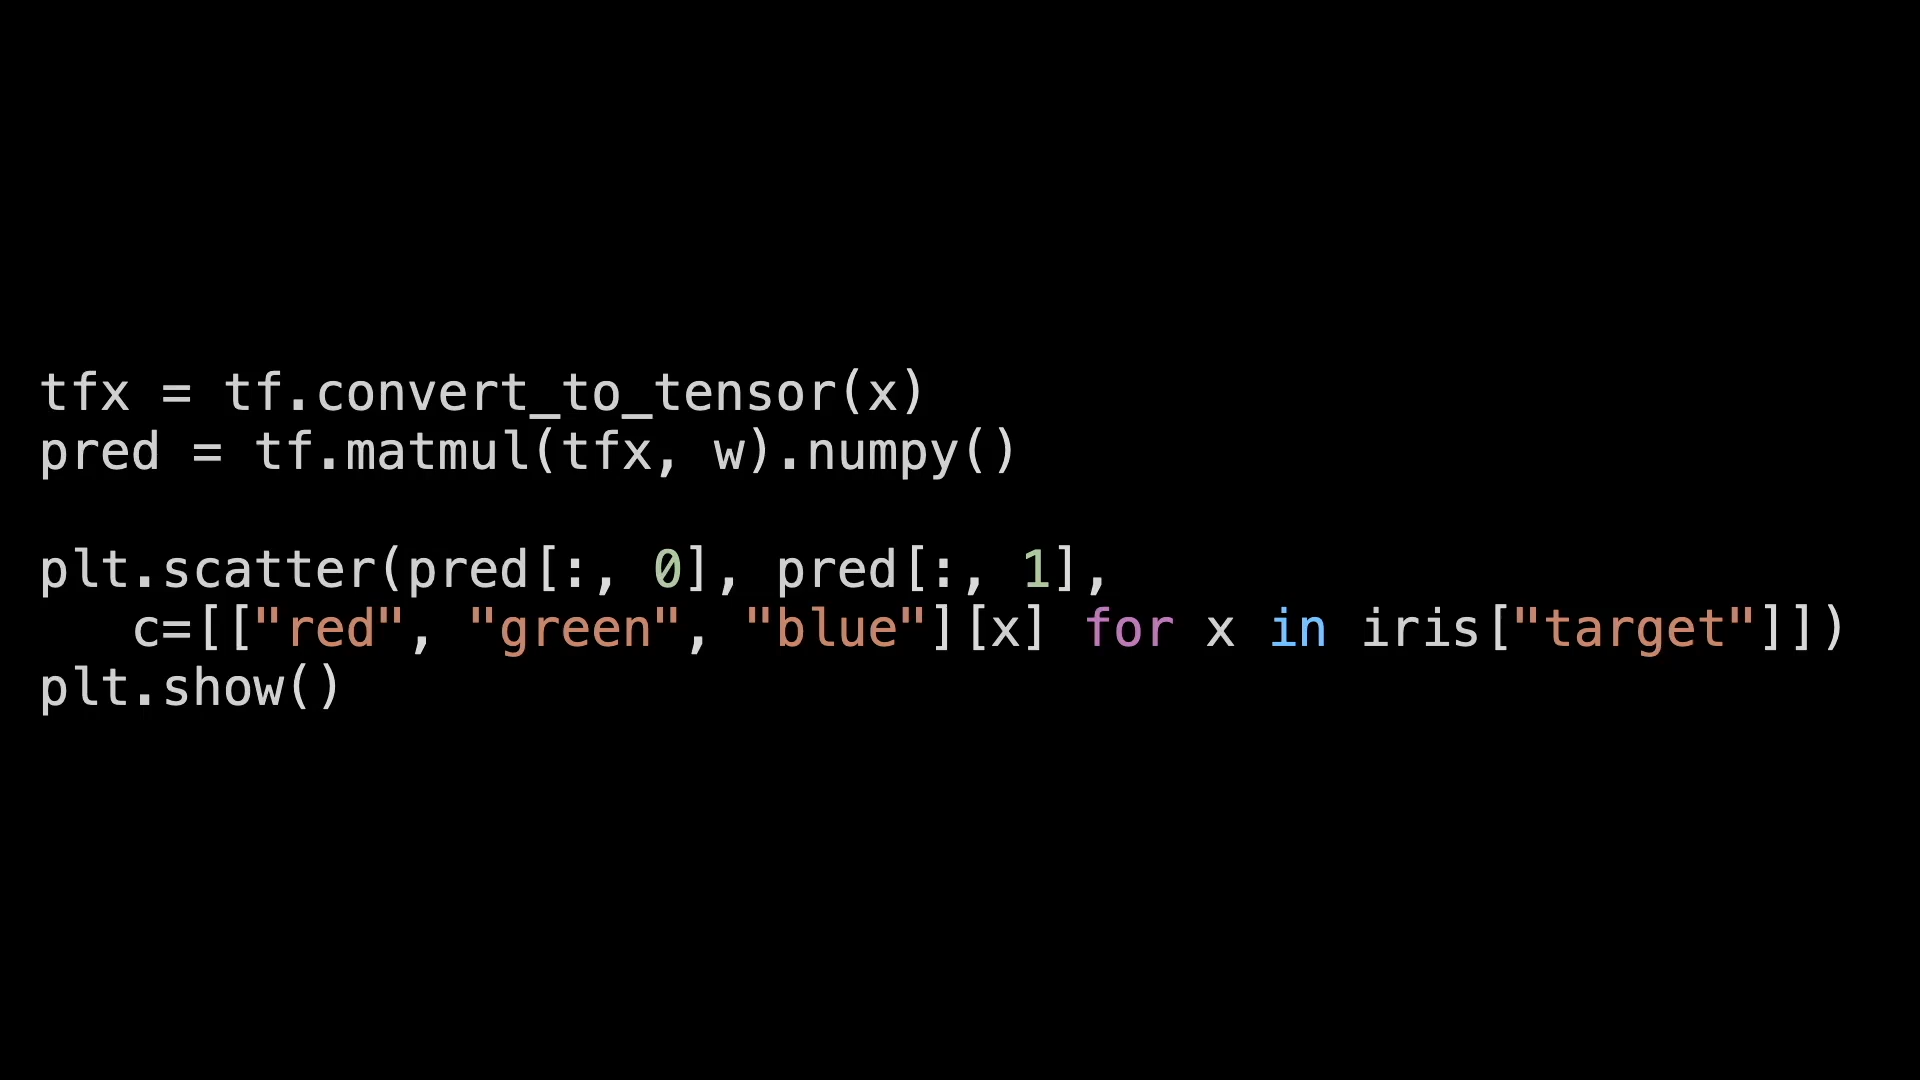 tfx = tf.convert_to_tensor(x)
pred = tf.matmul(tfx, w).numpy()
plt.scatter(pred[:, 0], pred[:, 1],
   c=[["red", "green", "blue"][x] for x in iris["target"]])
plt.show()